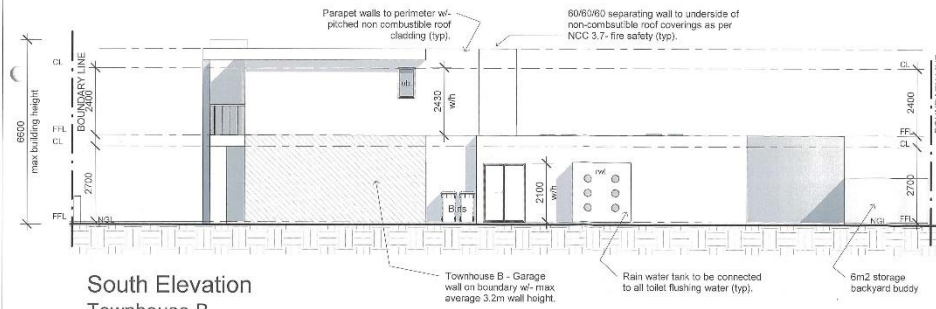 Parapet walls to perimeter w/-
pitched non combustible roof
cladding (typ).
60/60/60 separating wall to underside of
non-combsutible roof coverings as per
NCC 3.7- fire safety (typ).
6600
max building height
BOUNDARY LINE
CL
2400
FFL
CL
2700
FFL
NGL
ob
2430
w/h
Bins
2100
w/h
rwt
CL
2400
FFL
CL
2700
NGL
FFL
South Elevation
Townhouse B
Townhouse B - Garage
wall on boundary w/- max
average 3.2m wall height.
Rain water tank to be connected
to all toilet flushing water (typ).
6m2 storage
backyard buddy